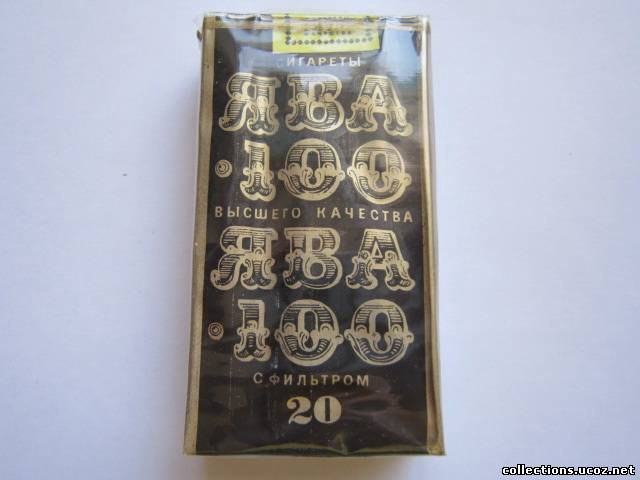 СИГАРЕТЫ
ЯВА
·100
ВЫСШЕГО КАЧЕСТВА
ЯВА
·100
С ФИЛЬТРОМ
20
collections.ucoz.net